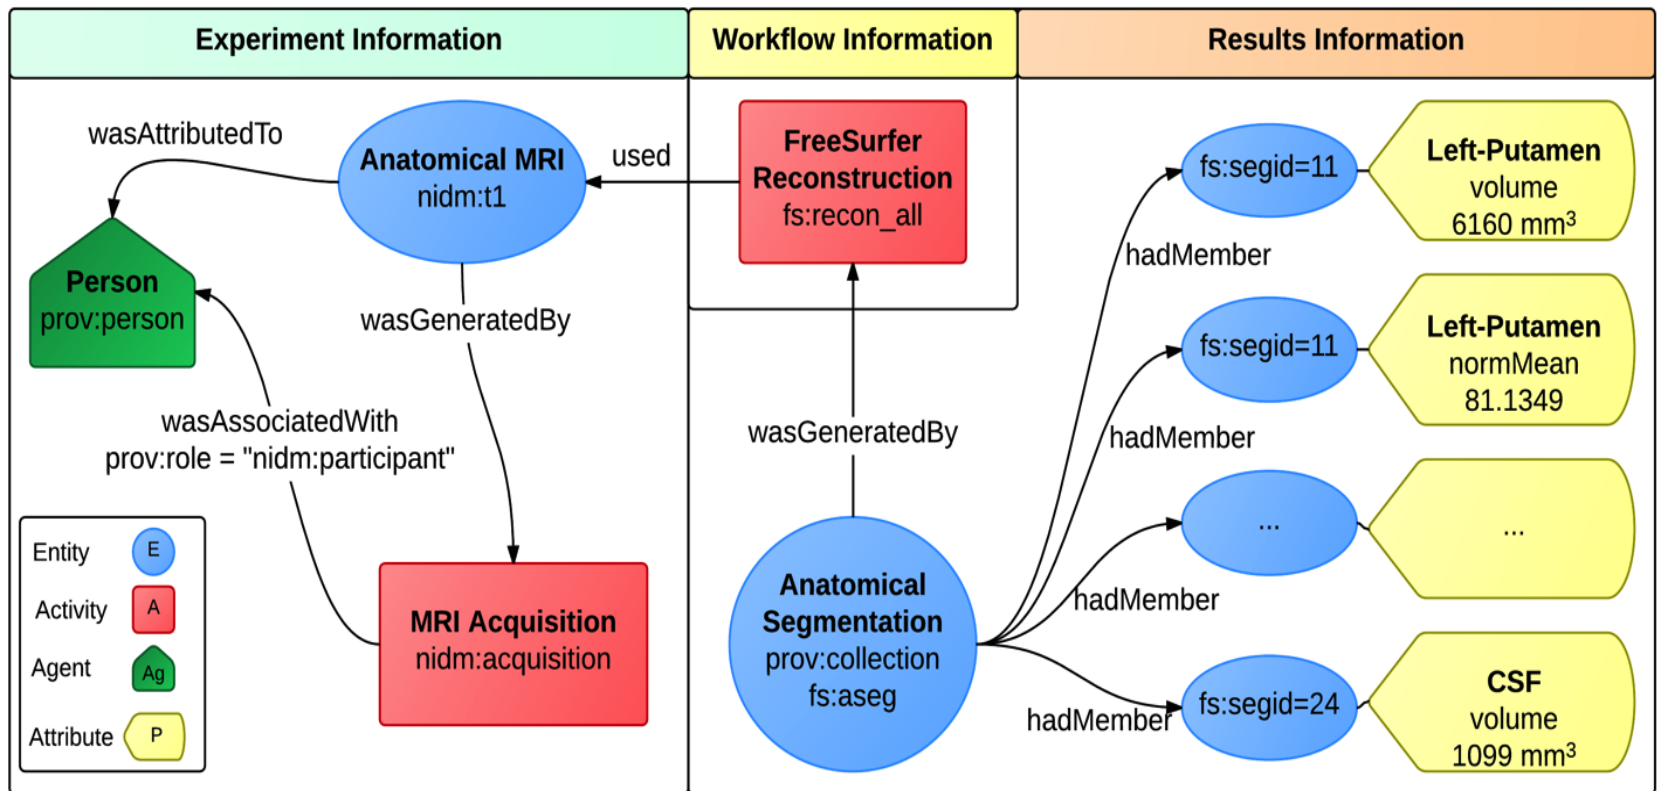 Experiment Information
Workflow Information
Results Information
wasAttributedTo
Anatomical MRI
nidm:t1
used
FreeSurfer
Reconstruction
fs:recon_all
fs:segid=11
Left-Putamen
volume
6160 mm³
hadMember
Person
prov:person
wasGeneratedBy
fs:segid=11
Left-Putamen
normMean
81.1349
hadMember
wasAssociatedWith
prov:role = "nidm:participant"
wasGeneratedBy
...
...
hadMember
Entity
E
Activity
A
Agent
Ag
Attribute
P
MRI Acquisition
nidm:acquisition
Anatomical
Segmentation
prov:collection
fs:aseg
hadMember
fs:segid=24
CSF
volume
1099 mm³